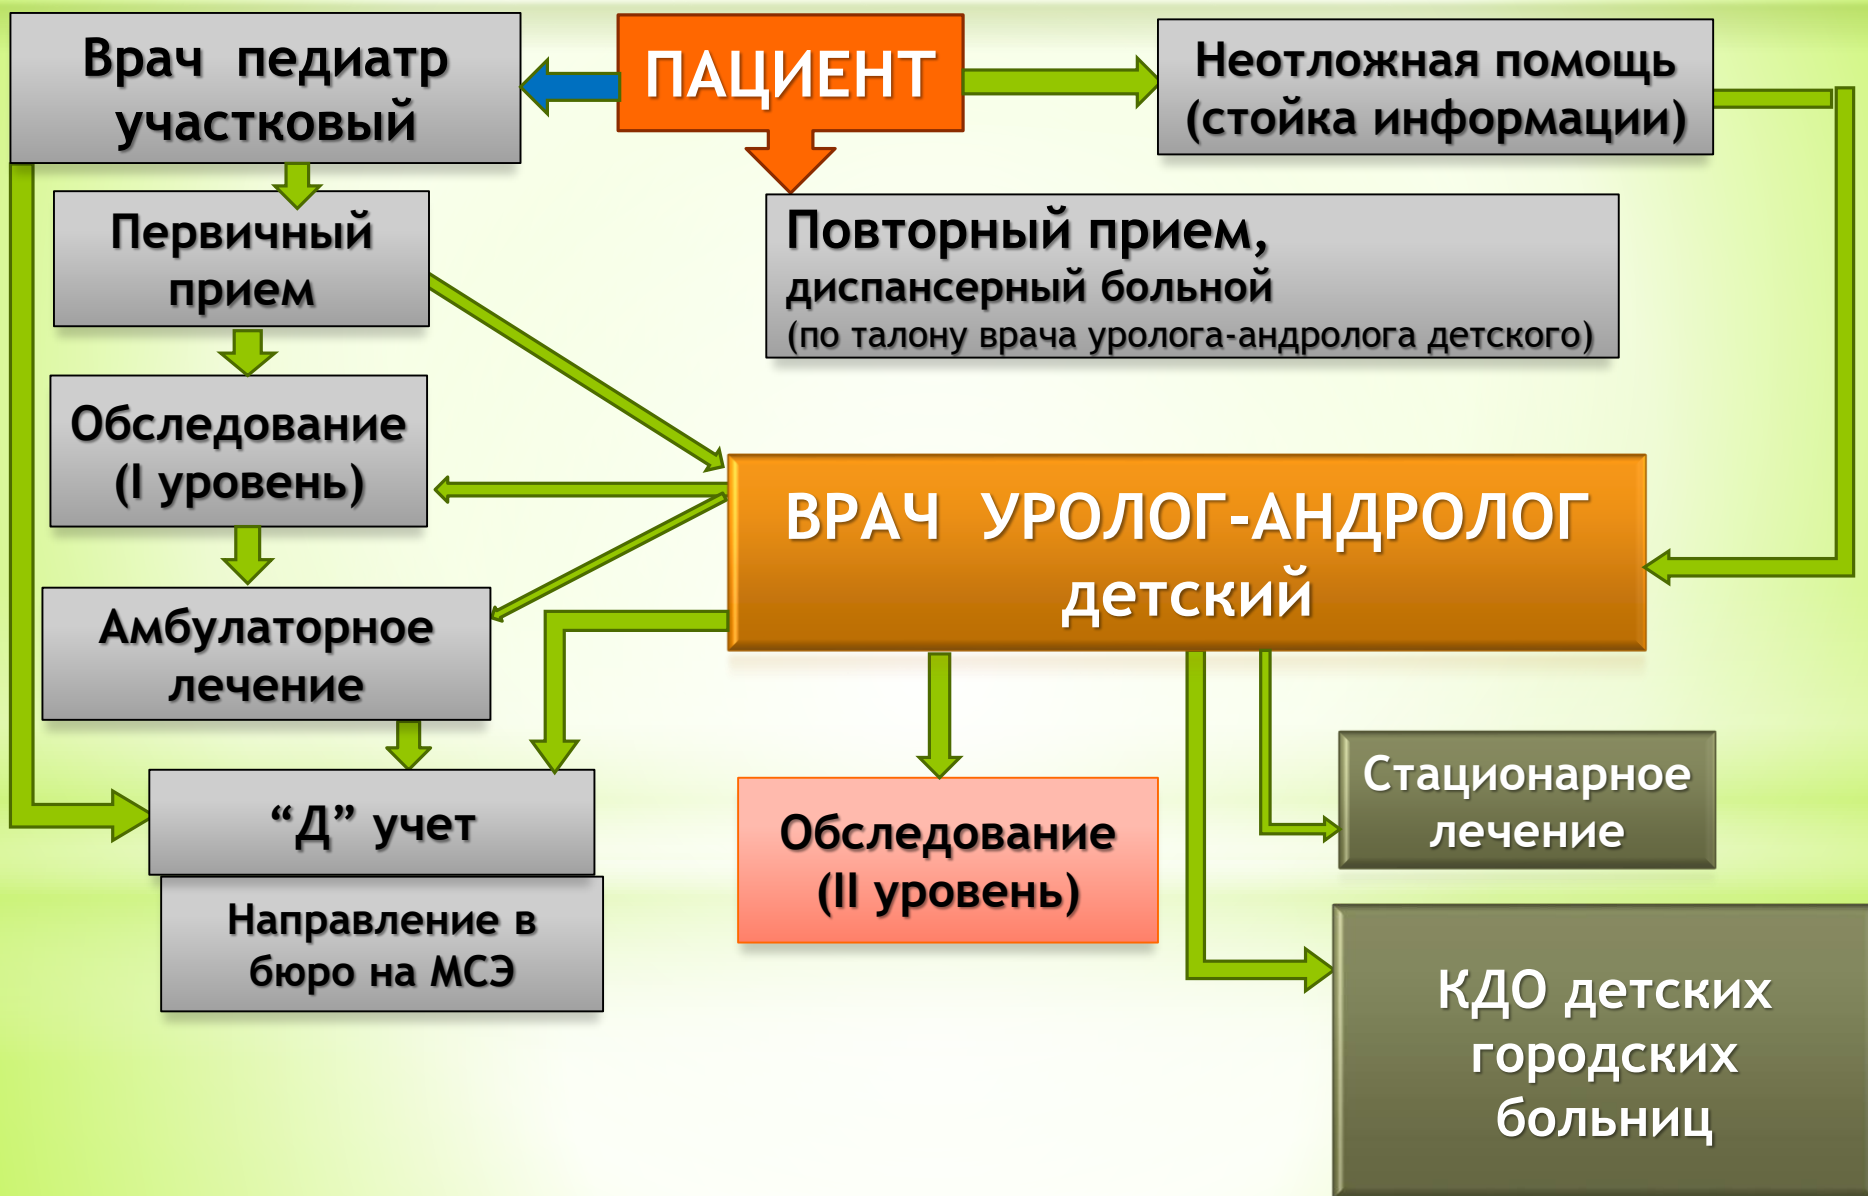 Врач педиатр
участковый
ПАЦИЕНТ
Неотложная помощь
(стойка информации)
Первичный
прием
Повторный прием,
диспансерный больной
(по талону врача уролога-андролога детского)
Обследование
(I уровень)
ВРАЧ УРОЛОГ-АНДРОЛОГ
детский
Амбулаторное
лечение
“Д” учет
Направление в
бюро на МСЭ
Обследование
(II уровень)
Стационарное
лечение
КДО детских
городских
больниц